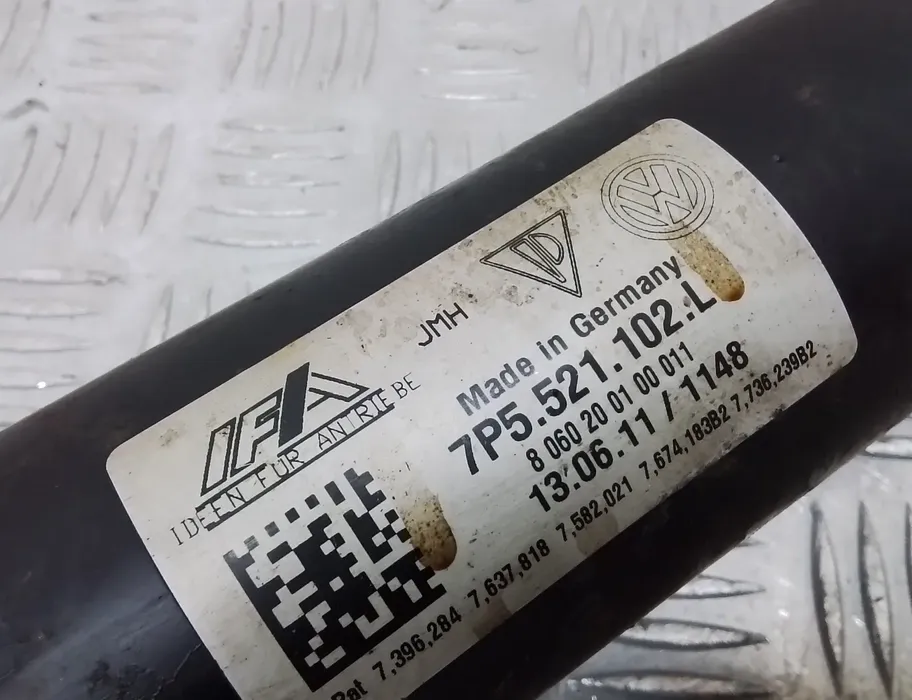 JMH
IFA
IDEEN FÜR ANTRIEBE
Made in Germany
7P5.521.102.L
8 060 20 01 00 011
13.06.11 / 1148
Pat 7,396,284 7,637,818 7,582,021 7,674,183B2 7,736,239B2